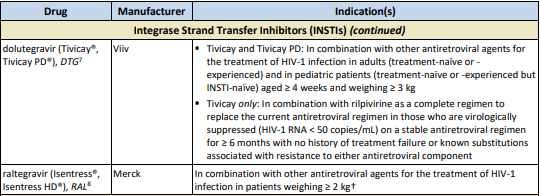 Drug Manufacturer Indication(s)
Integrase Strand Transfer Inhibitors (INSTIs) (continued)
dolutegravir (Tivicay®, Tivicay PD®), DTG⁷
Viiv
▪ Tivicay and Tivicay PD: In combination with other antiretroviral agents for
the treatment of HIV-1 infection in adults (treatment-naïve or -
experienced) and in pediatric patients (treatment-naïve or -experienced but
INSTI-naïve) aged ≥ 4 weeks and weighing ≥ 3 kg
▪ Tivicay only: In combination with rilpivirine as a complete regimen to
replace the current antiretroviral regimen in those who are virologically
suppressed (HIV-1 RNA < 50 copies/mL) on a stable antiretroviral regimen
for ≥ 6 months with no history of treatment failure or known substitutions
associated with resistance to either antiretroviral component
raltegravir (Isentress®,
Isentress HD®), RAL⁸
Merck
In combination with other antiretroviral agents for the treatment of HIV-1
infection in patients weighing ≥ 2 kg†